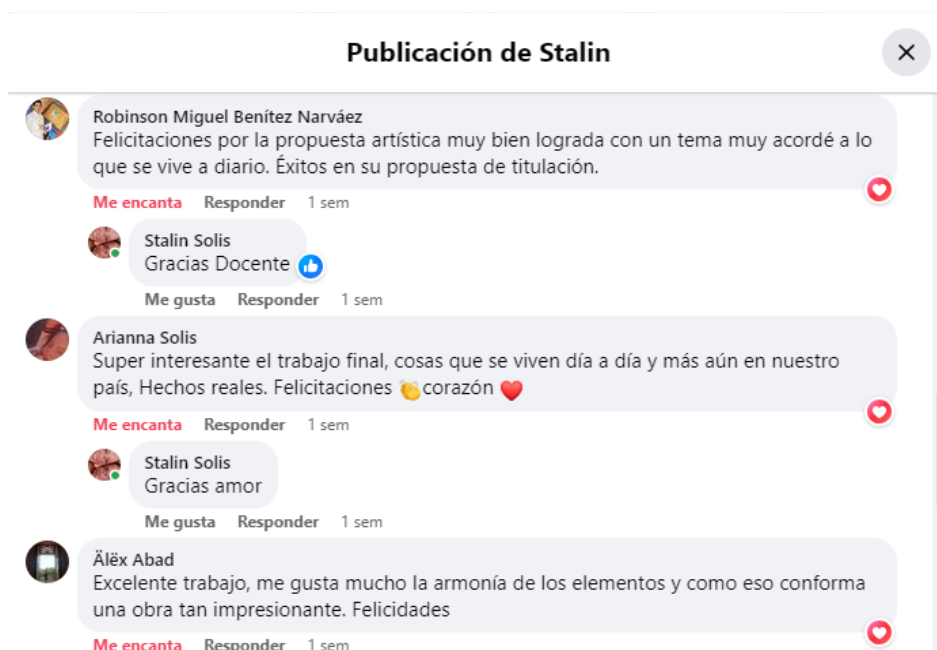 Publicación de Stalin
Robinson Miguel Benítez Narváez
Felicitaciones por la propuesta artística muy bien lograda con un tema muy acordé a lo
que se vive a diario. Éxitos en su propuesta de titulación.
Me encanta Responder 1 sem
Stalin Solis
Gracias Docente
Me gusta Responder 1 sem
Arianna Solis
Super interesante el trabajo final, cosas que se viven día a día y más aún en nuestro
país, Hechos reales. Felicitaciones 👏corazón ❤️
Me encanta Responder 1 sem
Stalin Solis
Gracias amor
Me gusta Responder 1 sem
Älëx Abad
Excelente trabajo, me gusta mucho la armonía de los elementos y como eso conforma
una obra tan impresionante. Felicidades
Me encanta Responder 1 sem